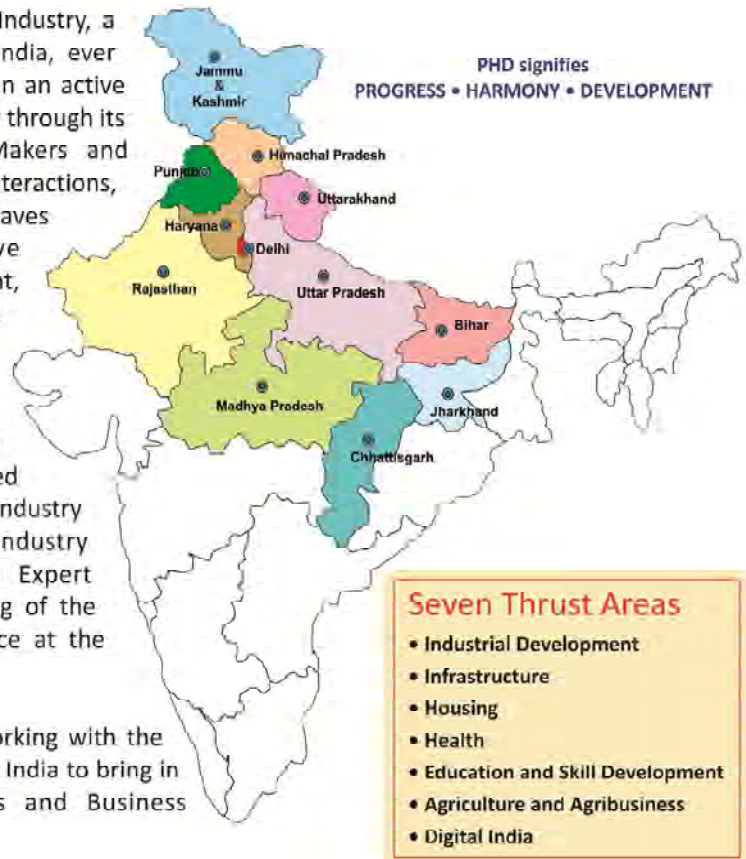 Industry, a
India, ever
n an active
through its
Makers and
teractions,
aves
ve
nt,
ed
ndustry
ndustry
Expert
g of the
ce at the
orking with the
India to bring in
s and Business
PHD signifies
PROGRESS • HARMONY • DEVELOPMENT
Jammu
&
Kashmir
Himachal Pradesh
Punjab
Uttarakhand
Haryana
Delhi
Rajasthan
Uttar Pradesh
Bihar
Madhya Pradesh
Jharkhand
Chhattisgarh
Seven Thrust Areas
• Industrial Development
• Infrastructure
• Housing
• Health
• Education and Skill Development
• Agriculture and Agribusiness
• Digital India